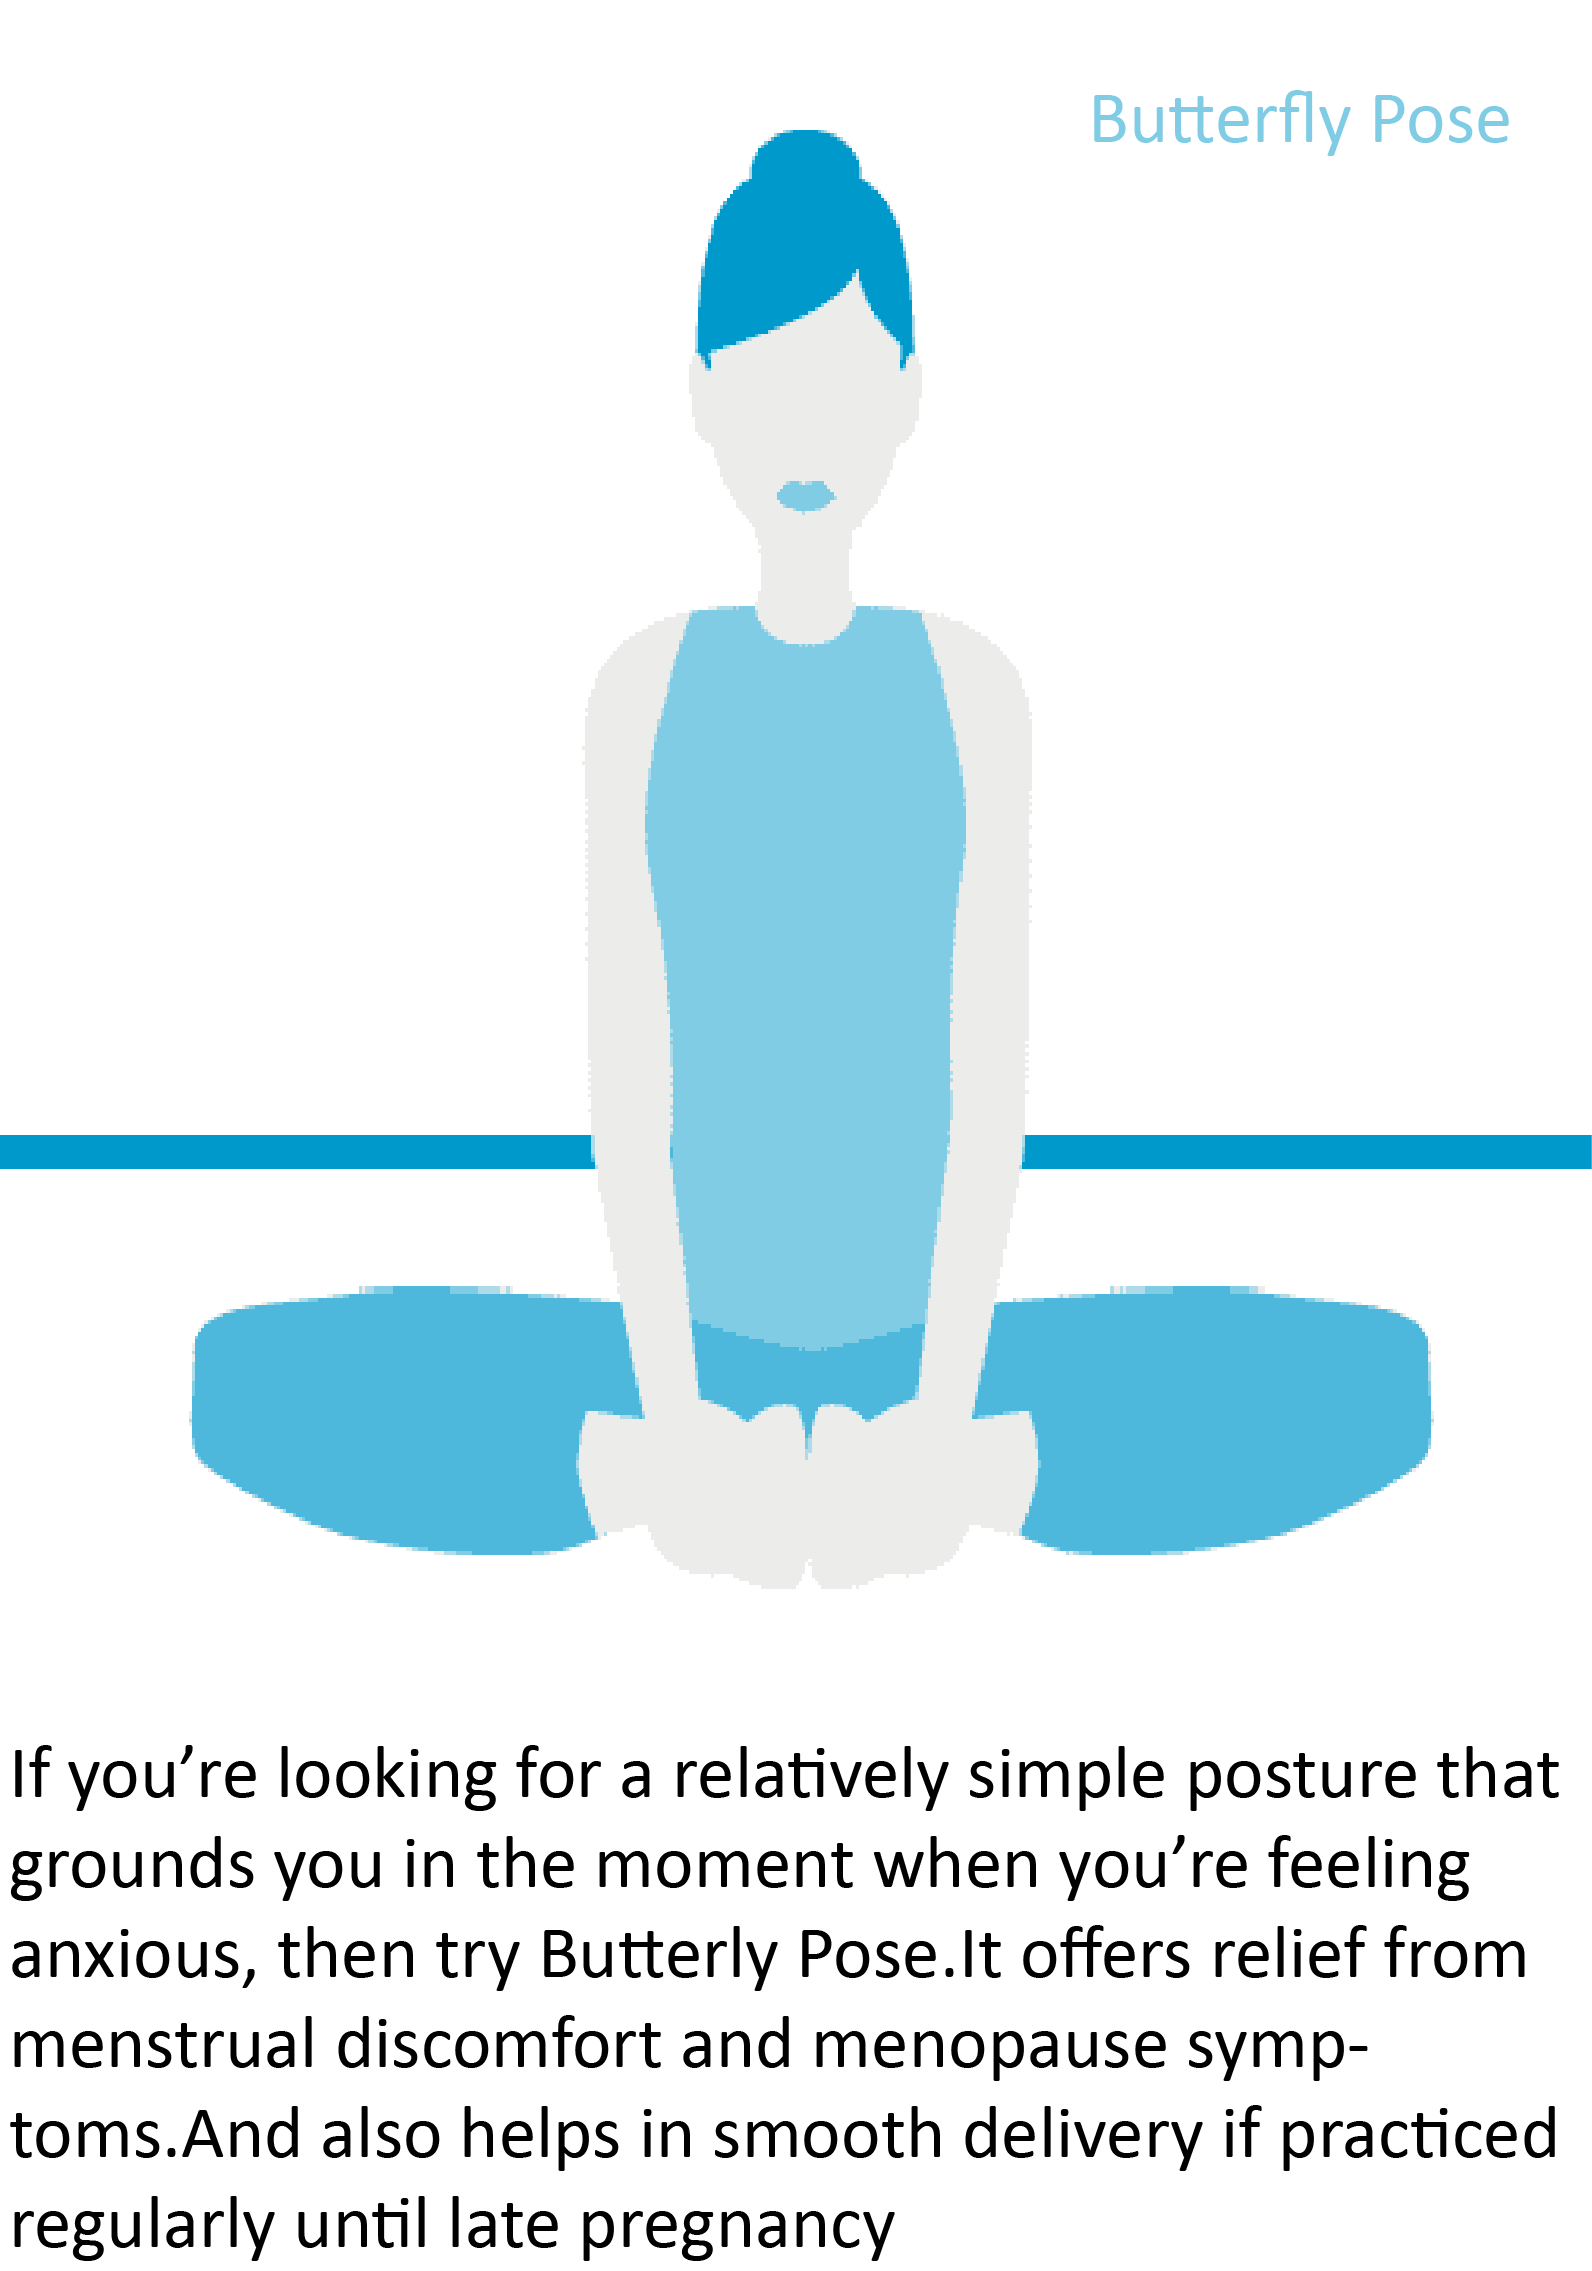 Butterfly Pose
If you’re looking for a relatively simple posture that
grounds you in the moment when you’re feeling
anxious, then try Butterly Pose.It offers relief from
menstrual discomfort and menopause symp-
toms.And also helps in smooth delivery if practiced
regularly until late pregnancy